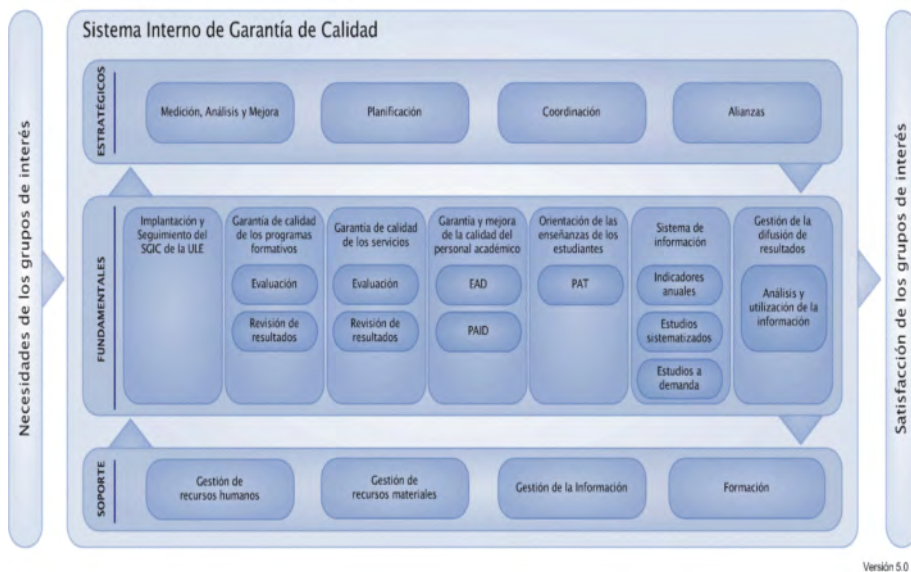 Sistema Interno de Garantía de Calidad
Necesidades de los grupos de interés
ESTRATÉGICOS
Medición, Análisis y Mejora
Planificación
Coordinación
Alianzas
FUNDAMENTALES
Implantación y
Seguimiento del
SGIC de la ULE
Garantía de calidad
de los programas
formativos
Evaluación
Revisión de
resultados
Garantía de calidad
de los servicios
Evaluación
Revisión de
resultados
Garantía y mejora
de la calidad del
personal académico
EAD
PAID
Orientación de las
enseñanzas de los
estudiantes
PAT
Sistema de
información
Indicadores
anuales
Estudios
sistematizados
Estudios a
demanda
Gestión de la
difusión de
resultados
Análisis y
utilización de la
información
SOPORTE
Gestión de
recursos humanos
Gestión de
recursos materiales
Gestión de la Información
Formación
Satisfacción de los grupos de interés
Versión 5.0